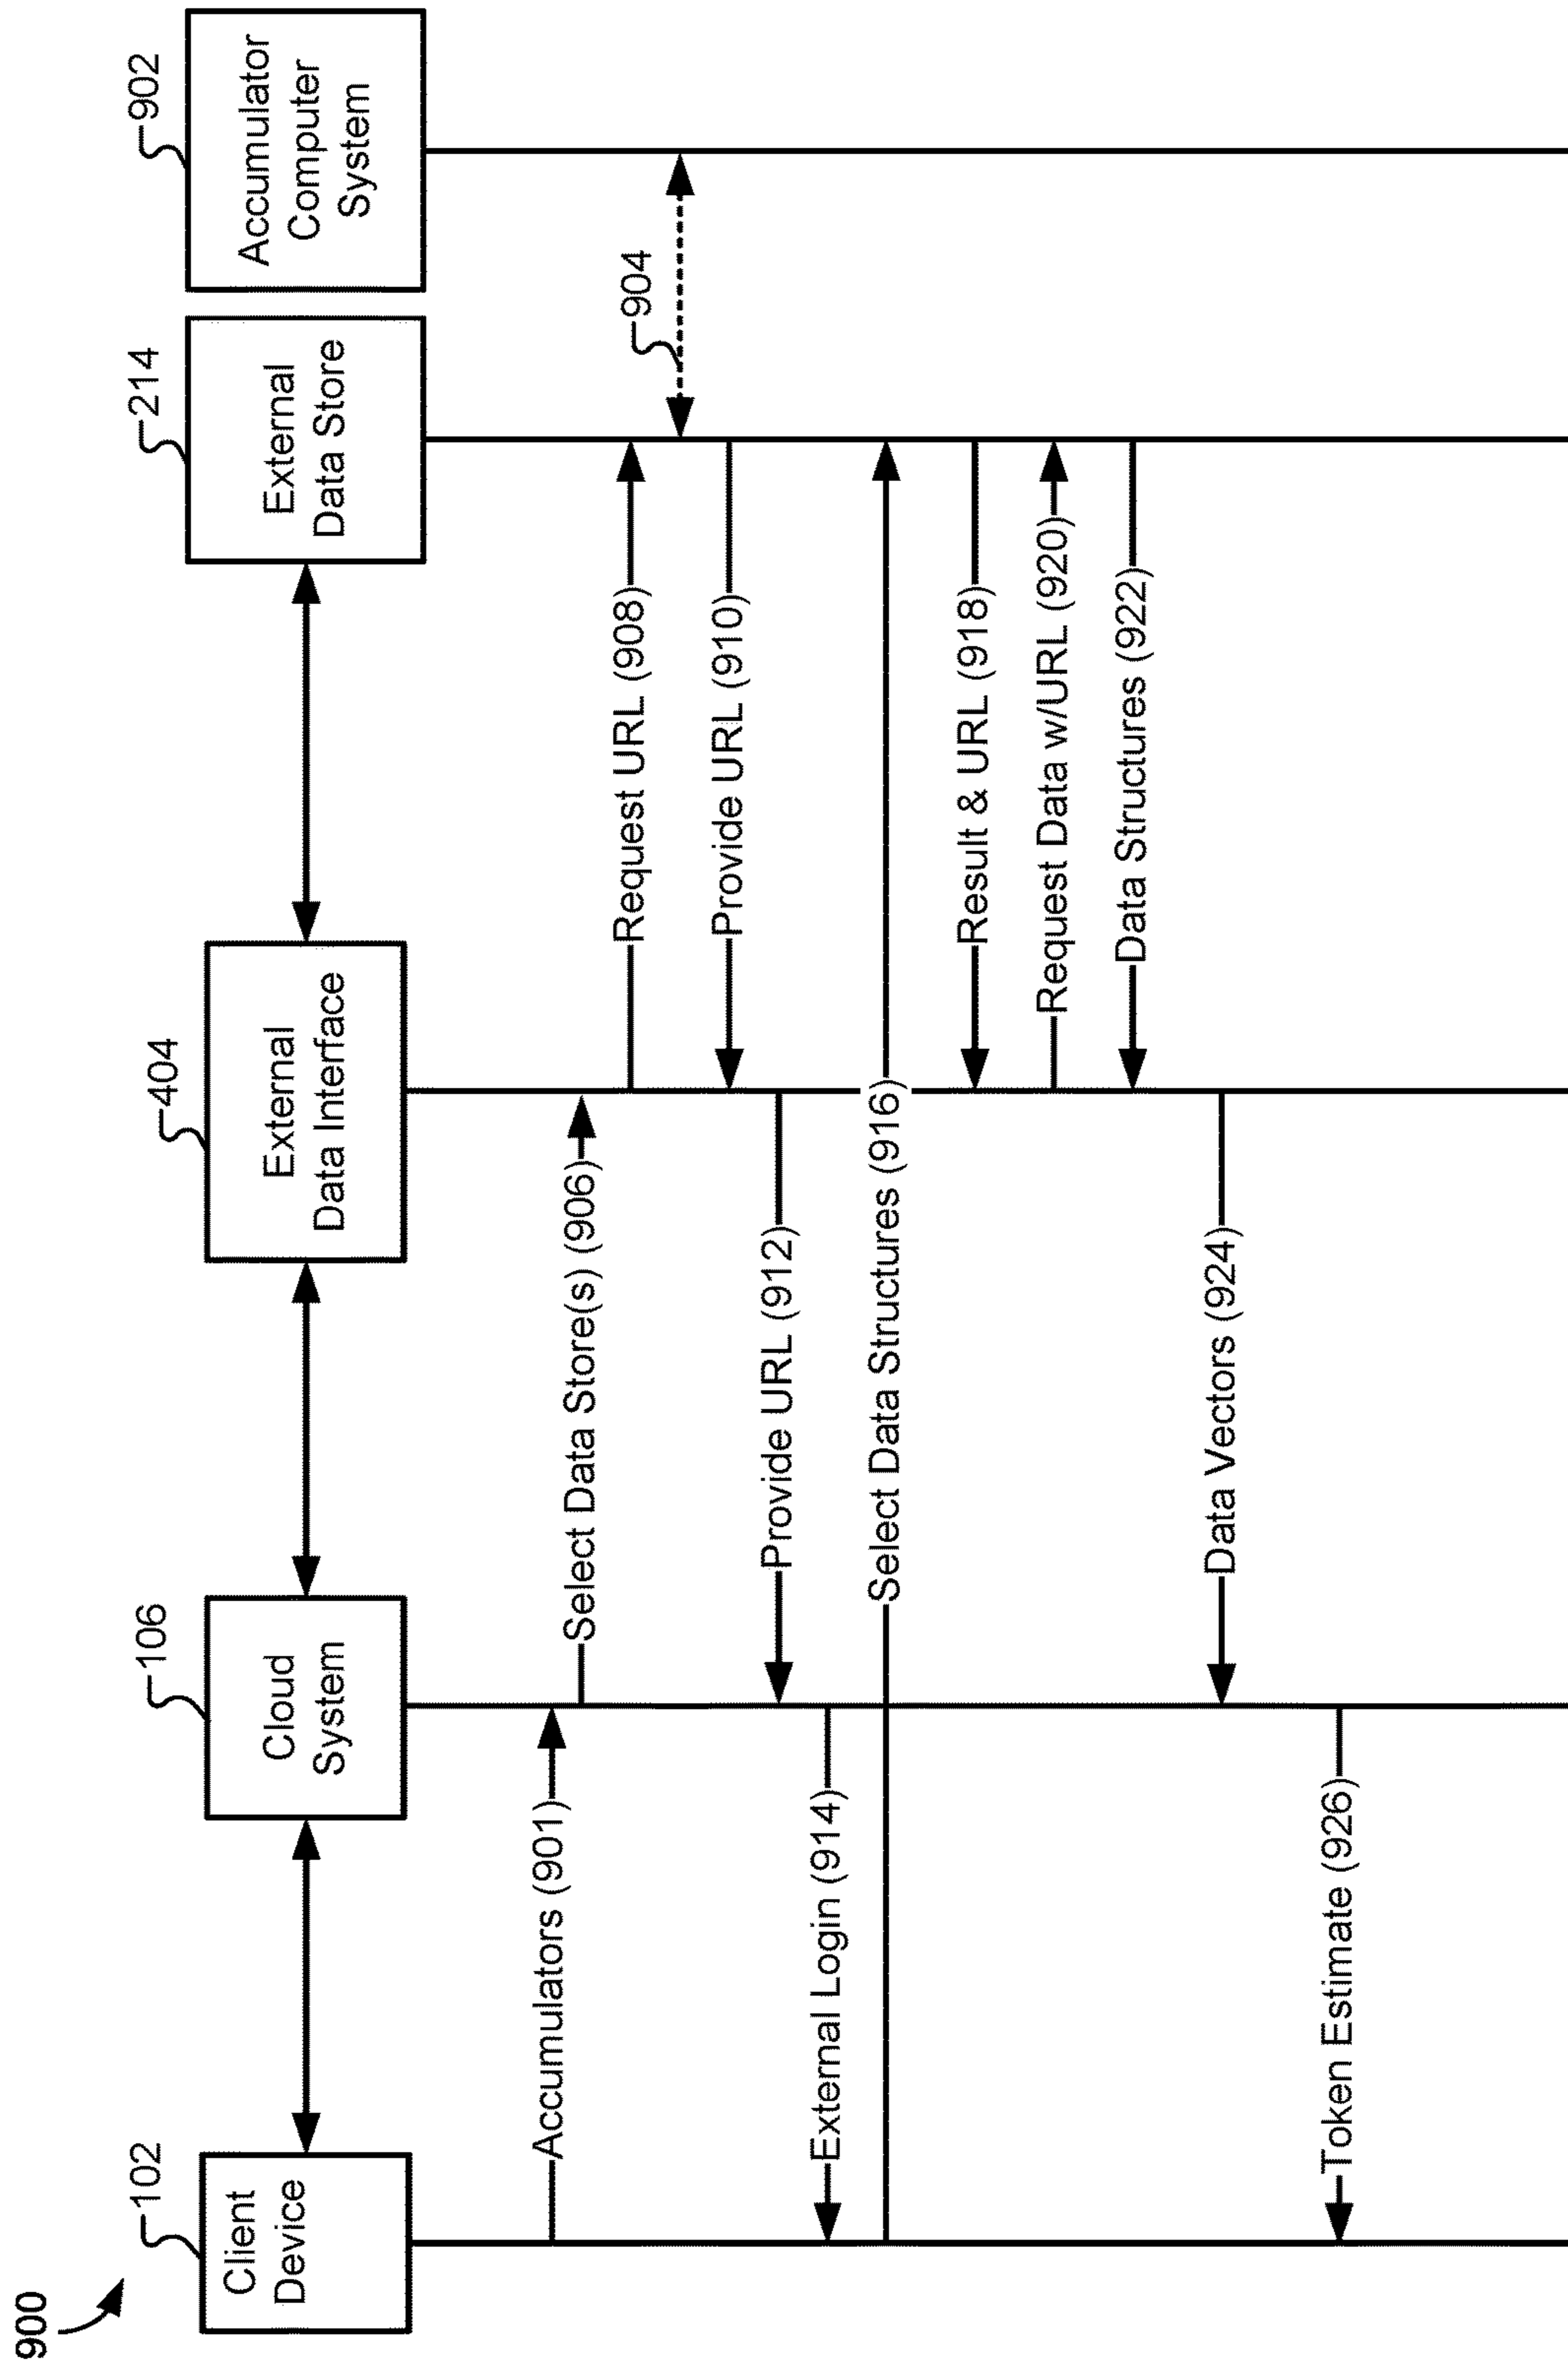 900
102
Client
Device
106
Cloud
System
404
External
Data Interface
214
External
Data Store
902
Accumulator
Computer
System
Accumulators (901)
Select Data Store(s) (906)
Request URL (908)
904
Provide URL (910)
Provide URL (912)
External Login (914)
Select Data Structures (916)
Result & URL (918)
Request Data w/URL (920)
Data Structures (922)
Data Vectors (924)
Token Estimate (926)